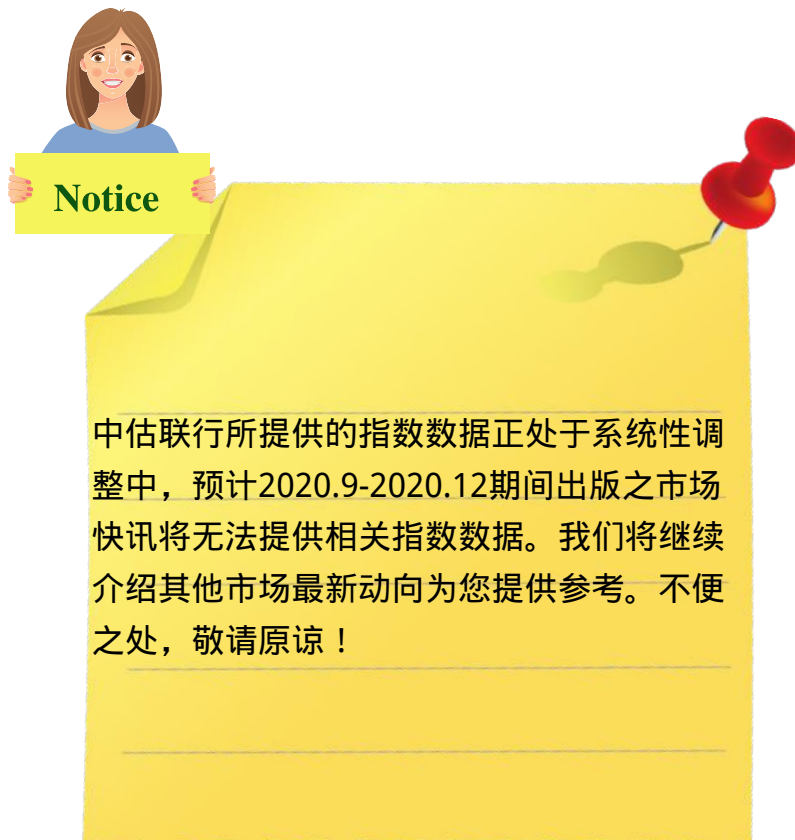 Notice
中估联行所提供的指数数据正处于系统性调
整中，预计2020.9-2020.12期间出版之市场
快讯将无法提供相关指数数据。我们将继续
介绍其他市场最新动向为您提供参考。不便
之处，敬请原谅！